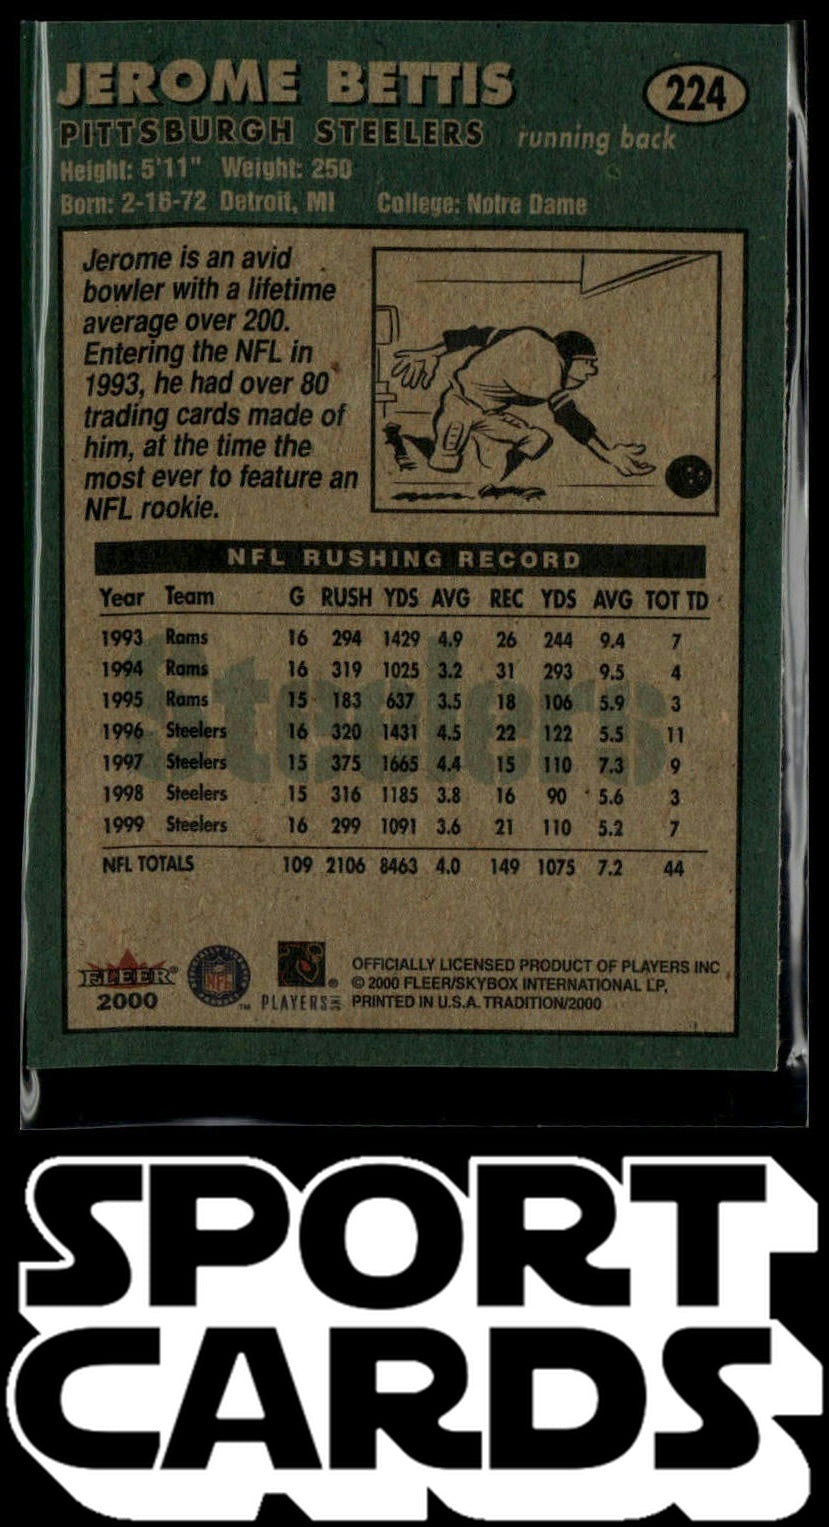 JEROME BETTIS
224
PITTSBURGH STEELERS running back
Height: 5'11" Weight: 250
Born: 2-16-72 Detroit, MI College: Notre Dame
Jerome is an avid
bowler with a lifetime
average over 200.
Entering the NFL in
1993, he had over 80
trading cards made of
him, at the time the
most ever to feature an
NFL rookie.
NFL RUSHING RECORD
Year Team G RUSH YDS AVG REC YDS AVG TOT TD
1993 Rams 16 294 1429 4.9 26 244 9.4 7
1994 Rams 16 319 1025 3.2 31 293 9.5 4
1995 Rams 15 183 637 3.5 18 106 5.9 3
1996 Steelers 16 320 1431 4.5 22 122 5.5 11
1997 Steelers 15 375 1665 4.4 15 110 7.3 9
1998 Steelers 15 316 1185 3.8 16 90 5.6 3
1999 Steelers 16 299 1091 3.6 21 110 5.2 7
NFL TOTALS 109 2106 8463 4.0 149 1075 7.2 44
Steelers
FLEER®
2000
NFL
™
®
PLAYERS INC
OFFICIALLY LICENSED PRODUCT OF PLAYERS INC
© 2000 FLEER/SKYBOX INTERNATIONAL LP,
PRINTED IN U.S.A. TRADITION/2000
SPORT
CARDS